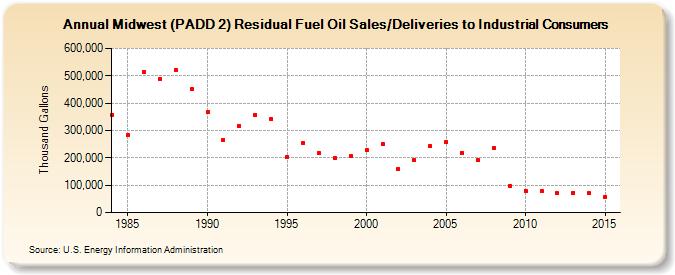 Annual Midwest (PADD 2) Residual Fuel Oil Sales/Deliveries to Industrial Consumers
Thousand Gallons
600,000
500,000
400,000
300,000
200,000
100,000
0
1985 1990 1995 2000 2005 2010 2015
Source: U.S. Energy Information Administration